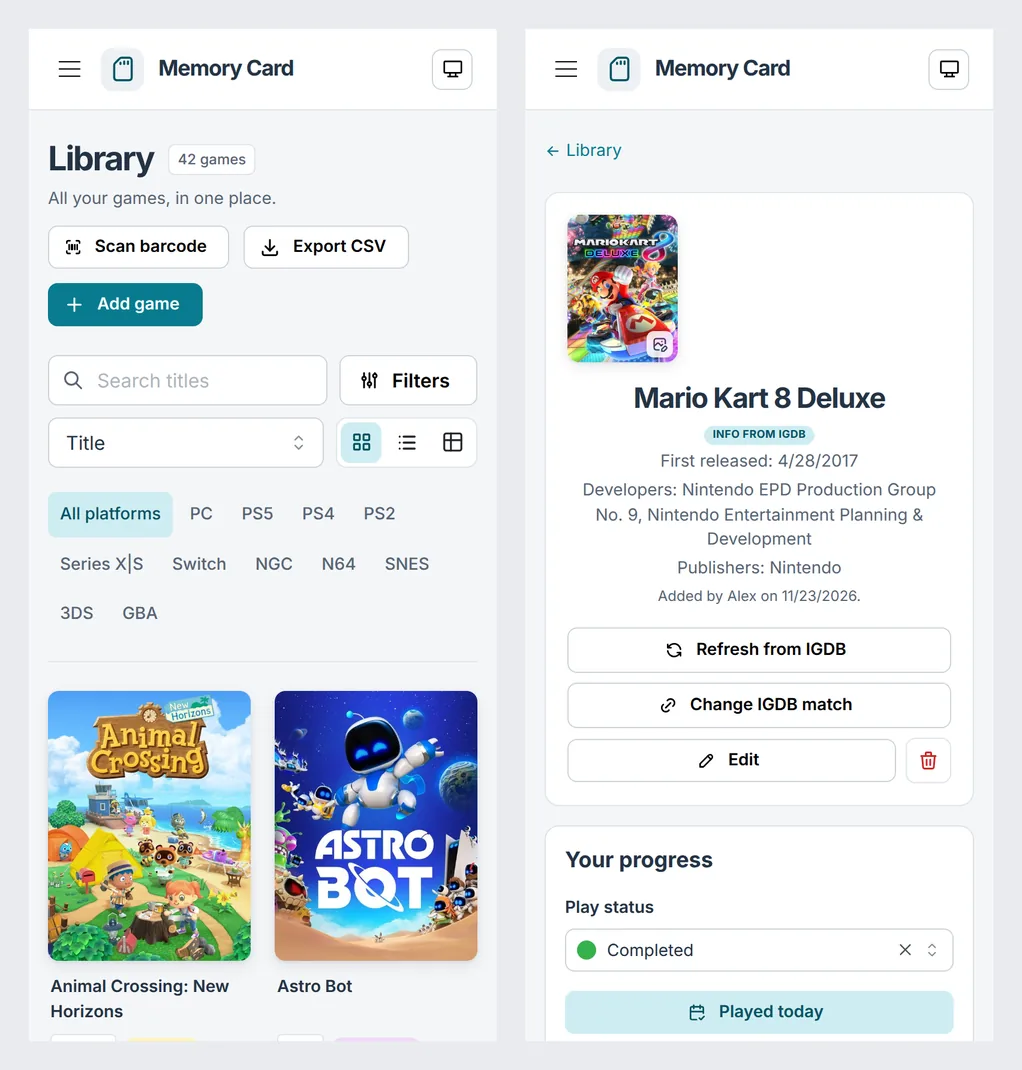 Memory Card
Library
42 games
All your games, in one place.
Scan barcode
Export CSV
Add game
Search titles
Filters
Title
All platforms
PC
PS5
PS4
PS2
Series X|S
Switch
NGC
N64
SNES
3DS
GBA
New
Horizons
Animal
Crossing
ASTRO
BOT
Animal Crossing: New
Horizons
Astro Bot
Memory Card
← Library
MARIOKART 8
DELUXE
Mario Kart 8 Deluxe
INFO FROM IGDB
First released: 4/28/2017
Developers: Nintendo EPD Production Group
No. 9, Nintendo Entertainment Planning &
Development
Publishers: Nintendo
Added by Alex on 11/23/2026.
Refresh from IGDB
Change IGDB match
Edit
Your progress
Play status
Completed
Played today